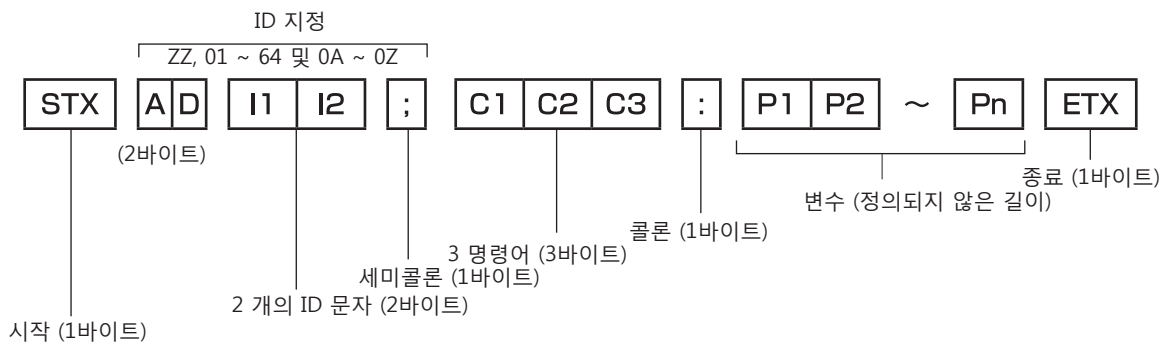 ID 지정
ZZ, 01 ~ 64 및 0A ~ 0Z
STX A D I1 I2 ; C1 C2 C3 : P1 P2 ~ Pn ETX
(2바이트)
종료 (1바이트)
변수 (정의되지 않은 길이)
콜론 (1바이트)
3 명령어 (3바이트)
세미콜론 (1바이트)
2 개의 ID 문자 (2바이트)
시작 (1바이트)